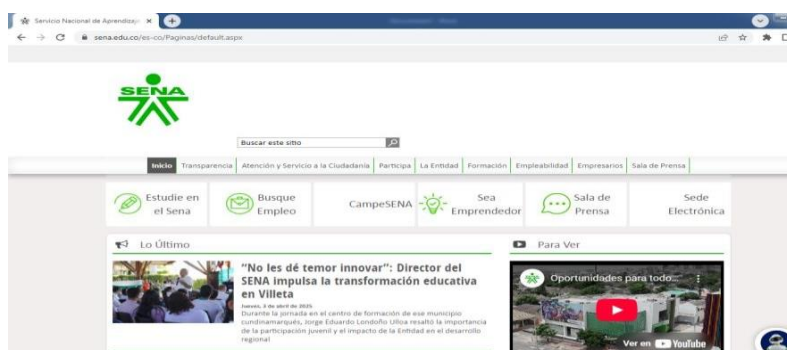 Servicio Nacional de Aprendizaje
sena.edu.co/es-co/Paginas/default.aspx
SENA
Buscar este sitio
Inicio Transparencia Atención y Servicio a la Ciudadanía Participa La Entidad Formación Empleabilidad Empresarios Sala de Prensa
Estudie en
el Sena
Busque
Empleo
CampeSENA
Sea
Emprendedor
Sala de
Prensa
Sede
Electrónica
Lo Último
"No les dé temor innovar": Director del
SENA impulsa la transformación educativa
en Villeta
Jueves, 3 de abril de 2025
Durante la jornada en el centro de formación de ese municipio
cundinamarqués, Jorge Eduardo Londoño Ulloa resaltó la importancia
de la participación juvenil y el impacto de la Entidad en el desarrollo
regional
Para Ver
Oportunidades para todo...
Ver en YouTube